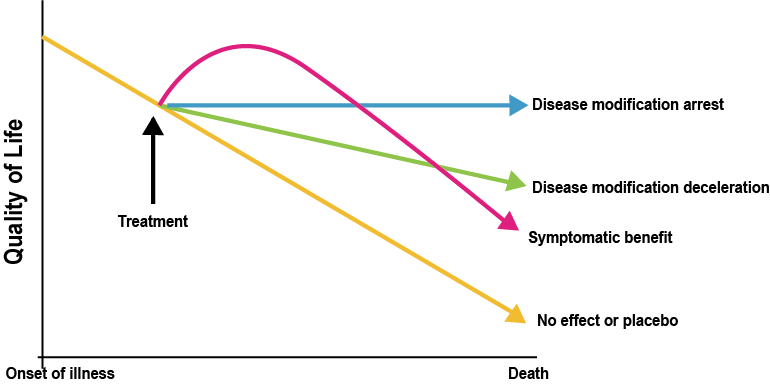 Quality of Life
Disease modification arrest
Disease modification deceleration
Treatment
Symptomatic benefit
No effect or placebo
Onset of illness
Death